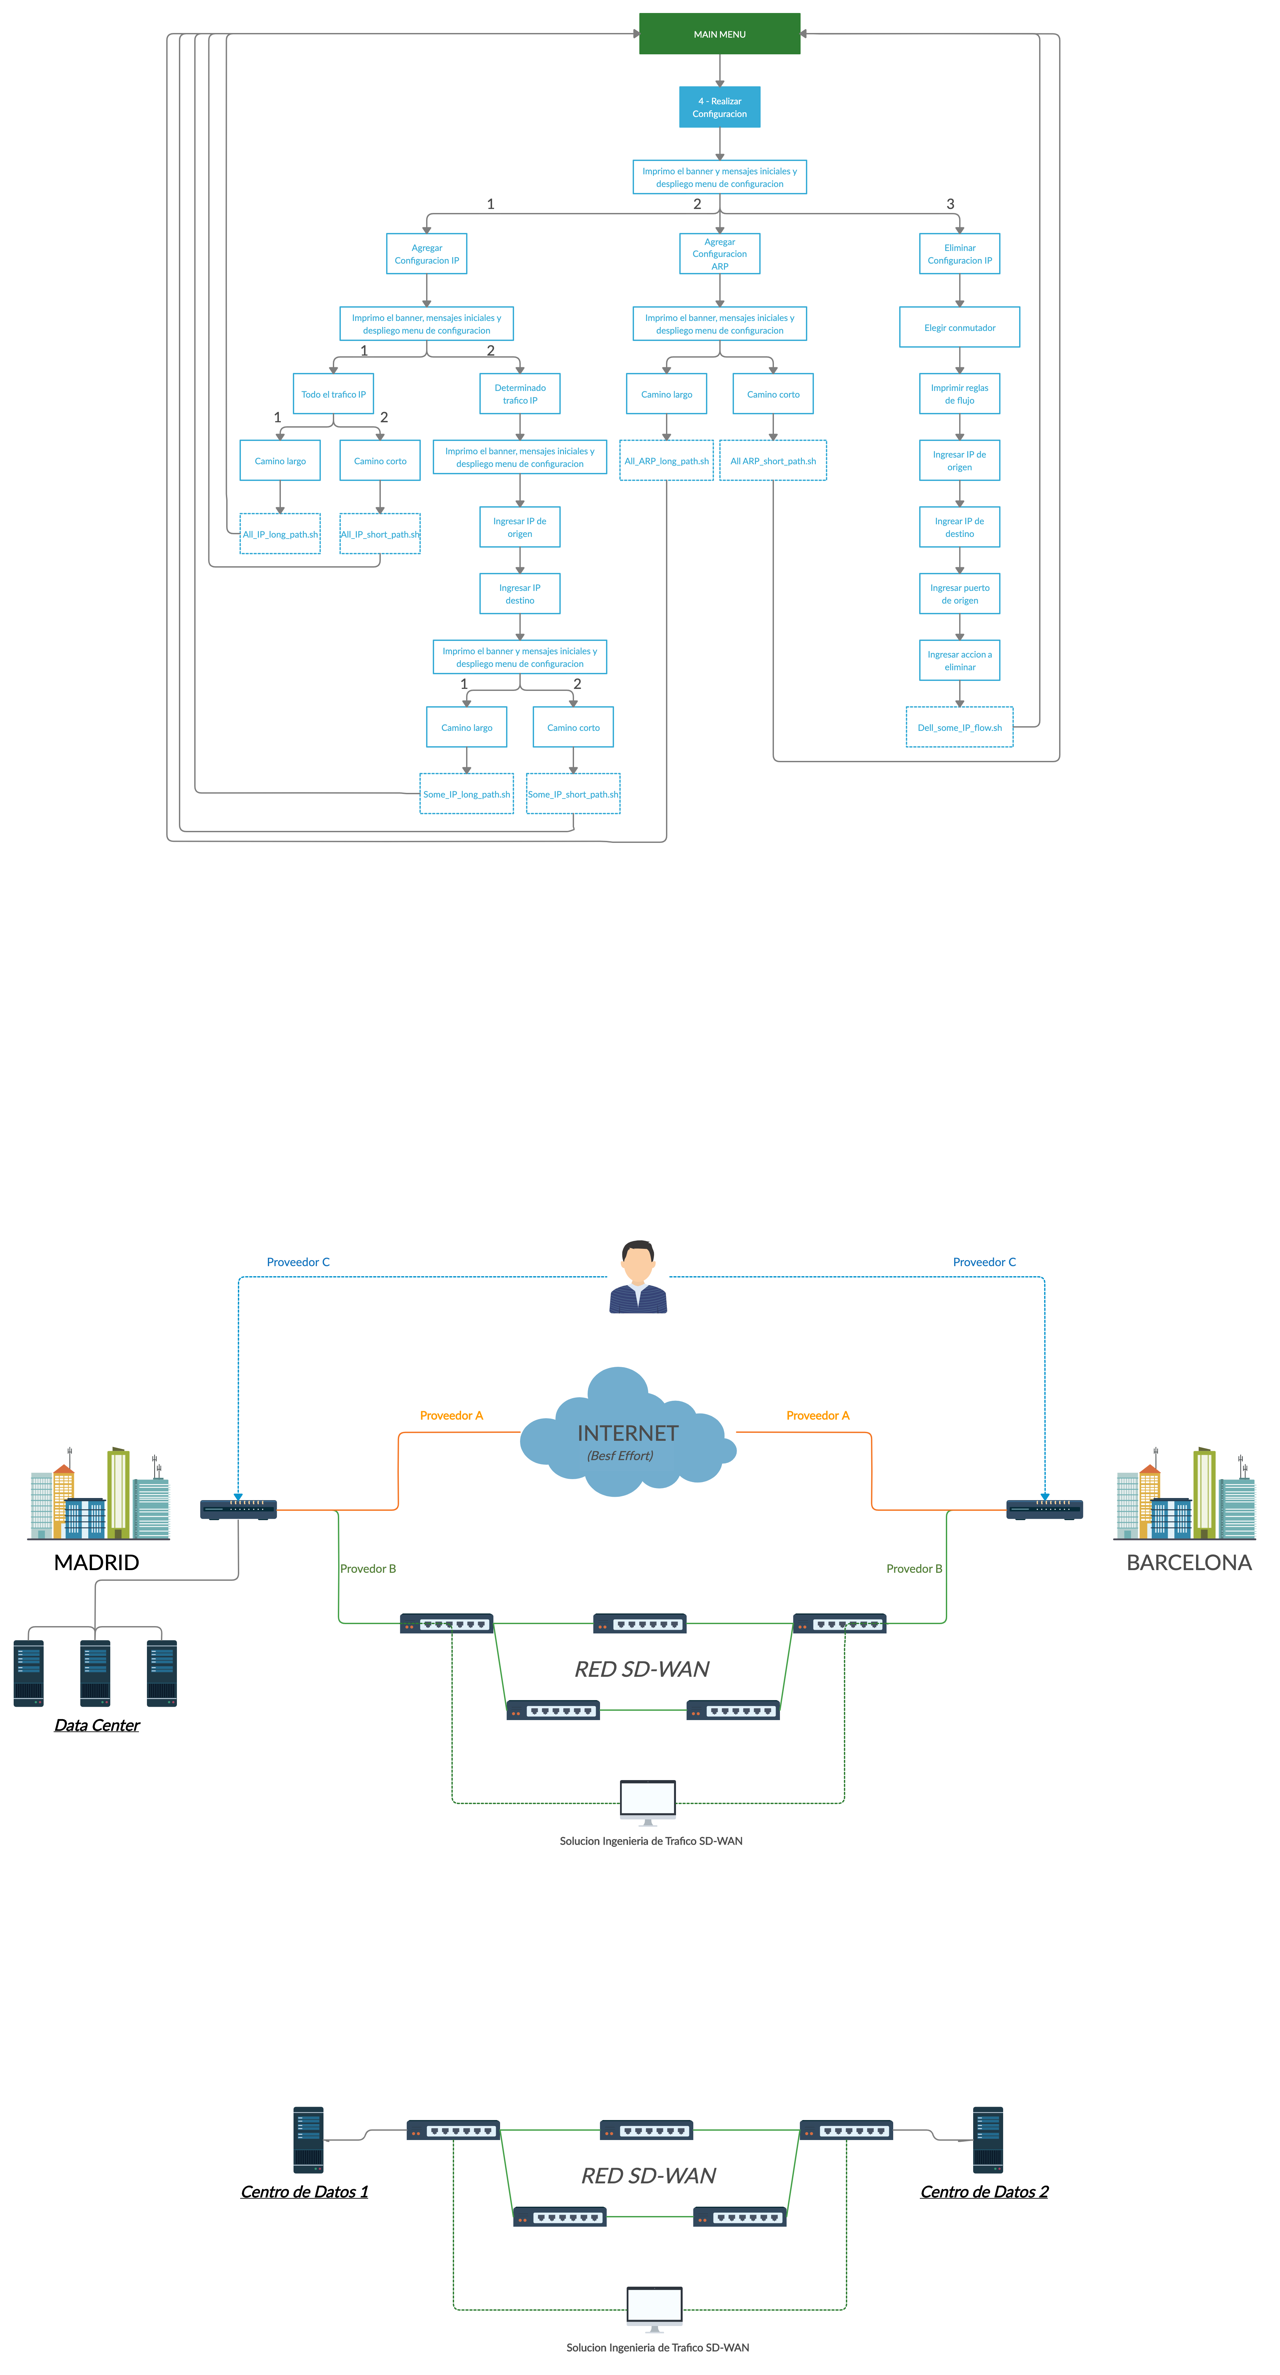 MAIN MENU
4 - Realizar
Configuracion
Imprimo el banner y mensajes iniciales y
despliego menu de configuracion
1
2
3
Agregar
Configuracion IP
Agregar
Configuracion
ARP
Eliminar
Configuracion IP
Imprimo el banner, mensajes iniciales y
despliego menu de configuracion
Imprimo el banner, mensajes iniciales y
despliego menu de configuracion
Elegir conmutador
1
2
Todo el trafico IP
Determinado
trafico IP
Camino largo
Camino corto
Imprimir reglas
de flujo
1
2
Camino largo
Camino corto
Imprimo el banner, mensajes iniciales y
despliego menu de configuracion
All_ARP_long_path.sh
All ARP_short_path.sh
Ingresar IP de
origen
All_IP_long_path.sh
All_IP_short_path.sh
Ingresar IP de
origen
Ingresar IP de
destino
Ingresar IP
destino
Ingresar puerto
de origen
Imprimo el banner y mensajes iniciales y
despliego menu de configuracion
Ingresar accion a
eliminar
1
2
Camino largo
Camino corto
Dell_some_IP_flow.sh
Some_IP_long_path.sh
Some_IP_short_path.sh
Proveedor C
Proveedor C
Proveedor A
Proveedor A
INTERNET
(Besf Effort)
MADRID
BARCELONA
Provedor B
Provedor B
RED SD-WAN
Data Center
Solucion Ingenieria de Trafico SD-WAN
RED SD-WAN
Centro de Datos 1
Centro de Datos 2
Solucion Ingenieria de Trafico SD-WAN